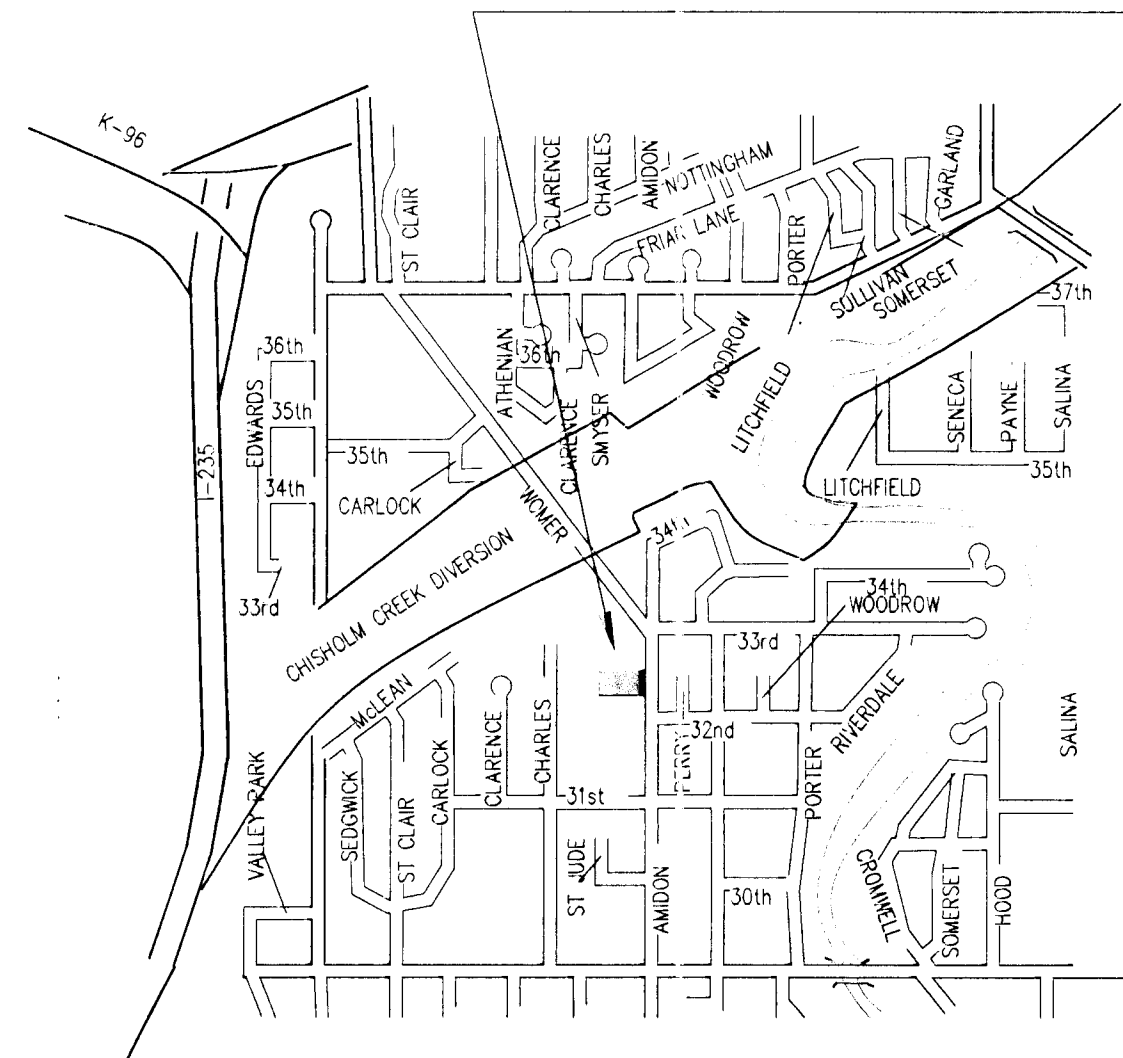 K-96
ST CLAIR
CLARENCE
CHARLES
AMIDON
NOTTINGHAM
FRIAR LANE
PORTER
GARLAND
SULLIVAN
SOMERSET
37th
36th
EDWARDS
35th
34th
33rd
I-235
35th
CARLOCK
ATHENIAN
36th
CLARENCE
SMYSER
WOODROW
LITCHFIELD
SENECA
PAYNE
SALINA
35th
LITCHFIELD
WOMER
34th
CHISHOLM CREEK DIVERSION
34th
WOODROW
33rd
McLEAN
32nd
RIVERDALE
SALINA
VALLEY PARK
SEDGWICK
ST CLAIR
CARLOCK
CLARENCE
CHARLES
31st
PERRY
PORTER
ST JUDE
AMIDON
30th
CROMWELL
SOMERSET
HOOD